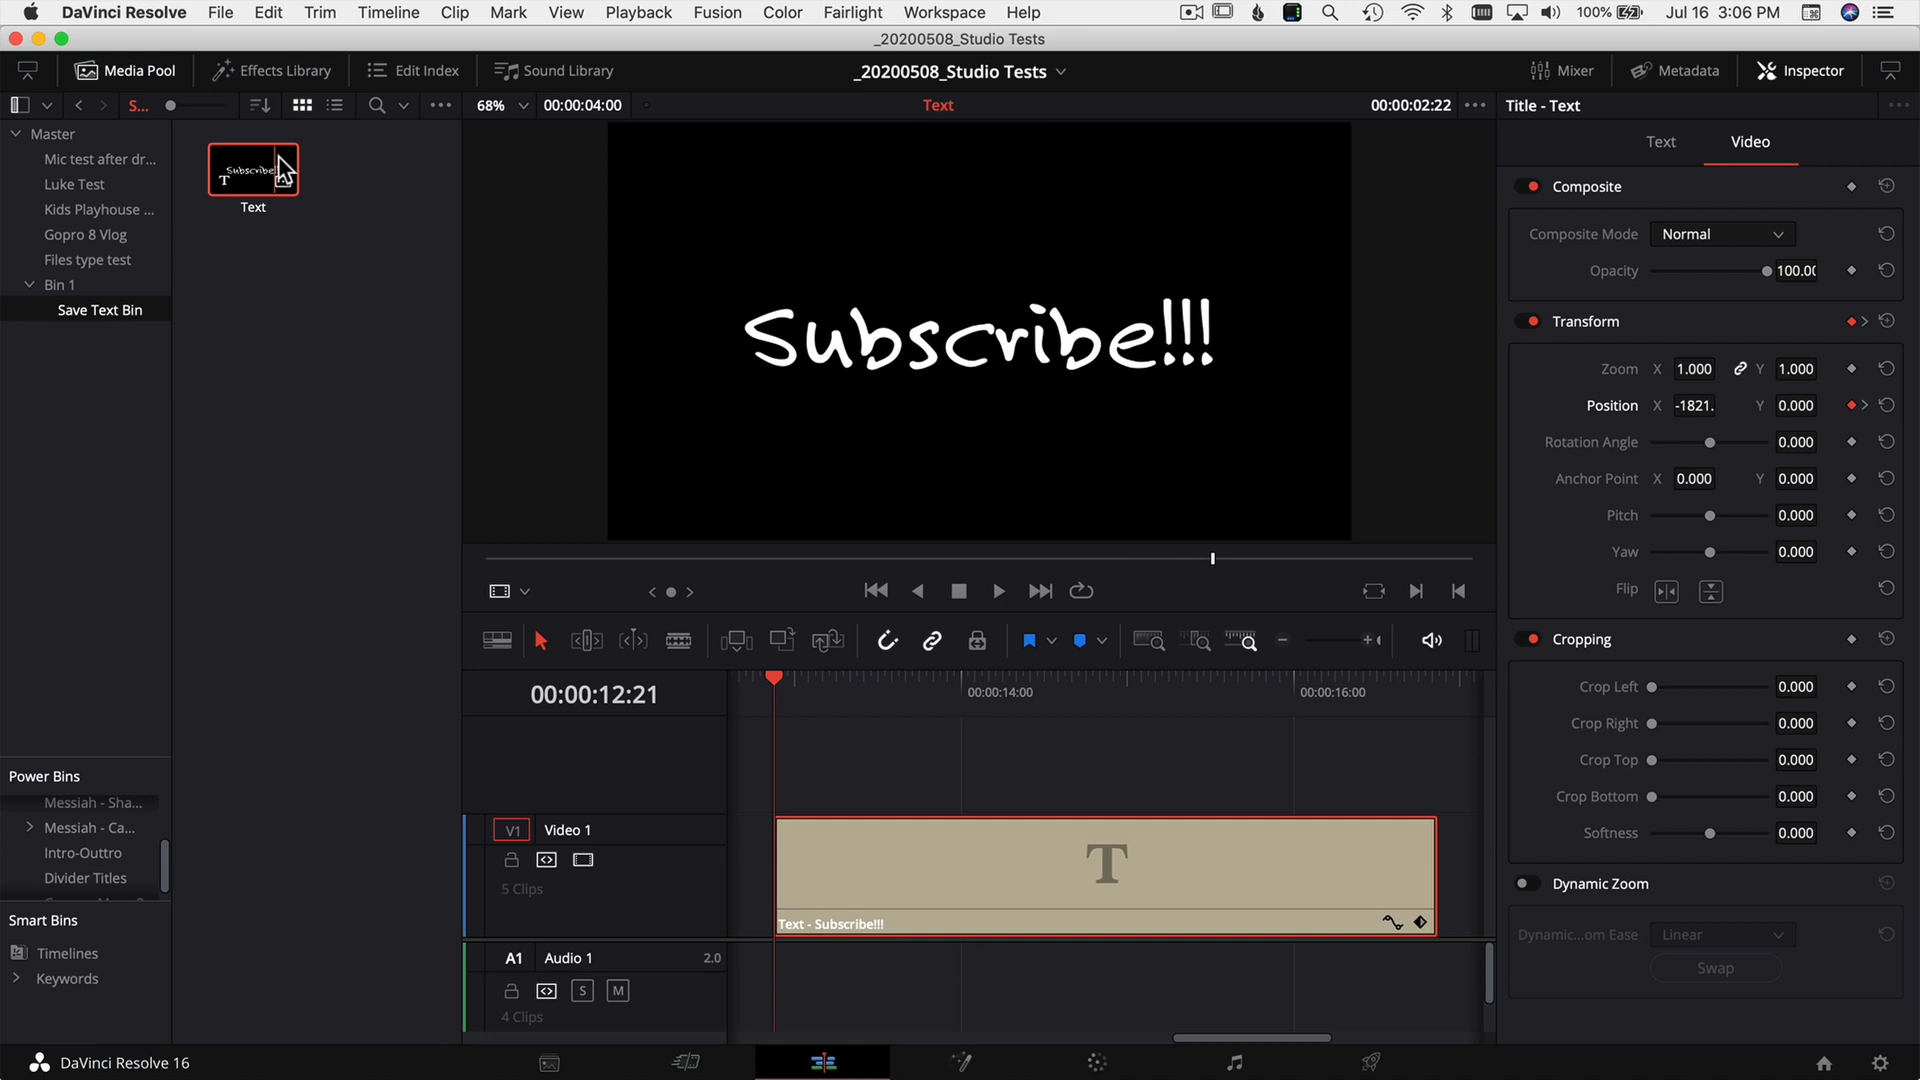 DaVinci Resolve File Edit Trim Timeline Clip Mark View Playback Fusion Color Fairlight Workspace Help 100% Jul 16 3:06 PM
_20200508_Studio Tests
Media Pool Effects Library Edit Index Sound Library _20200508_Studio Tests Mixer Metadata Inspector
S... 68% 00:00:04:00 Text 00:00:02:22 Title - Text
Master
Mic test after dr...
Luke Test
Kids Playhouse ...
Gopro 8 Vlog
Files type test
Bin 1
Save Text Bin
Power Bins
Messiah - Sha...
Messiah - Ca...
Intro-Outtro
Divider Titles
Smart Bins
Timelines
Keywords
Subscribe
T
Text
Subscribe!!!
00:00:12:21 00:00:14:00 00:00:16:00
V1 Video 1
5 Clips
T
Text - Subscribe!!!
A1 Audio 1 2.0
S M
4 Clips
Text Video
Composite
Composite Mode Normal
Opacity 100.00
Transform
Zoom X 1.000 Y 1.000
Position X -1821. Y 0.000
Rotation Angle 0.000
Anchor Point X 0.000 Y 0.000
Pitch 0.000
Yaw 0.000
Flip
Cropping
Crop Left 0.000
Crop Right 0.000
Crop Top 0.000
Crop Bottom 0.000
Softness 0.000
Dynamic Zoom
Dynamic...om Ease Linear
Swap
DaVinci Resolve 16